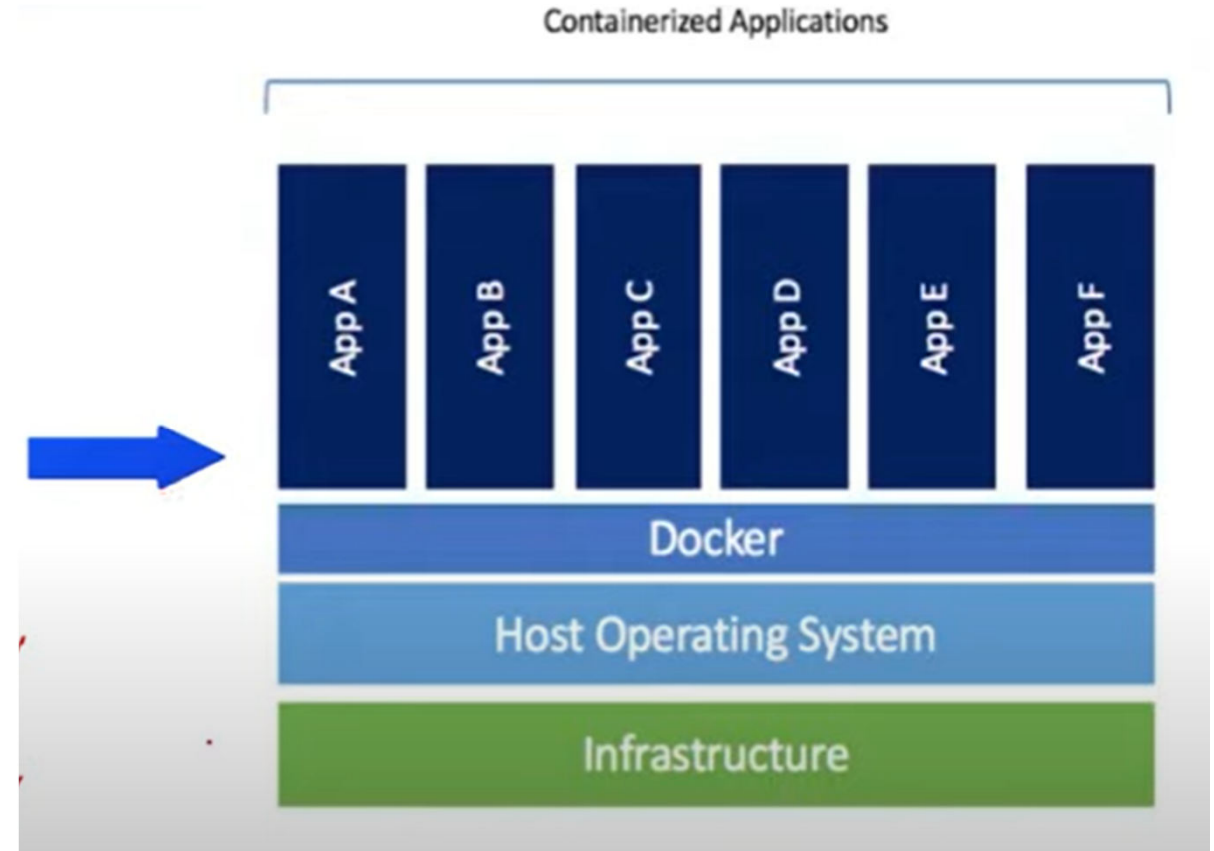 Containerized Applications
App A
App B
App C
App D
App E
App F
Docker
Host Operating System
Infrastructure